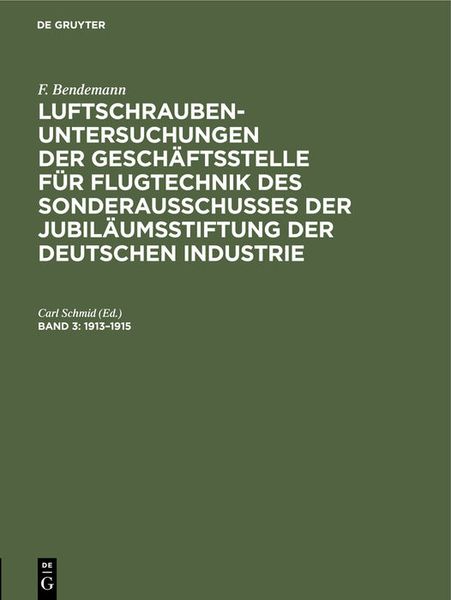 DE GRUYTER
F. Bendemann
LUFTSCHRAUBEN-
UNTERSUCHUNGEN
DER GESCHÄFTSSTELLE
FÜR FLUGTECHNIK DES
SONDERAUSSCHUSSES DER
JUBILÄUMSSTIFTUNG DER
DEUTSCHEN INDUSTRIE
Carl Schmid (Ed.)
BAND 3: 1913–1915
DE
G